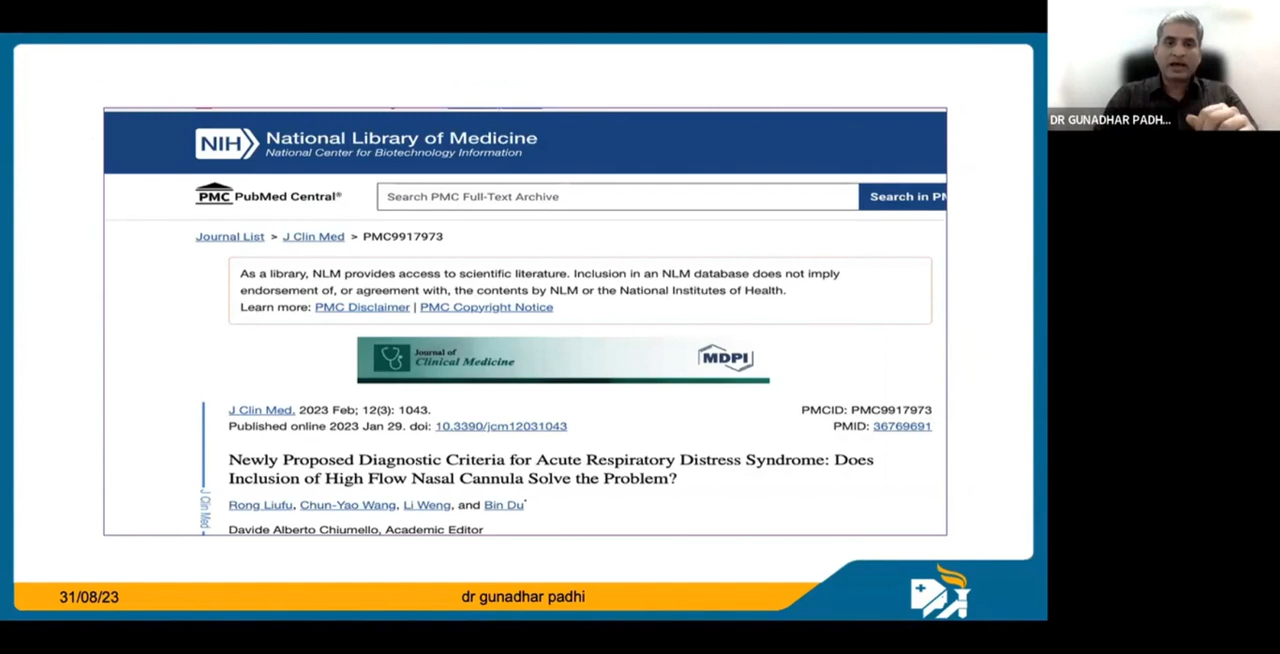 NIH National Library of Medicine
National Center for Biotechnology Information
PMC PubMed Central®
Search PMC Full-Text Archive
Search in PM
Journal List > J Clin Med > PMC9917973
As a library, NLM provides access to scientific literature. Inclusion in an NLM database does not imply
endorsement of, or agreement with, the contents by NLM or the National Institutes of Health.
Learn more: PMC Disclaimer | PMC Copyright Notice
Journal of
Clinical Medicine
MDPI
J Clin Med. 2023 Feb; 12(3): 1043.
Published online 2023 Jan 29. doi: 10.3390/jcm12031043
PMCID: PMC9917973
PMID: 36769691
Newly Proposed Diagnostic Criteria for Acute Respiratory Distress Syndrome: Does
Inclusion of High Flow Nasal Cannula Solve the Problem?
Rong Liufu, Chun-Yao Wang, Li Weng, and Bin Du*
Davide Alberto Chiumello, Academic Editor
J Clin Med
31/08/23
dr gunadhar padhi
DR GUNADHAR PADH...